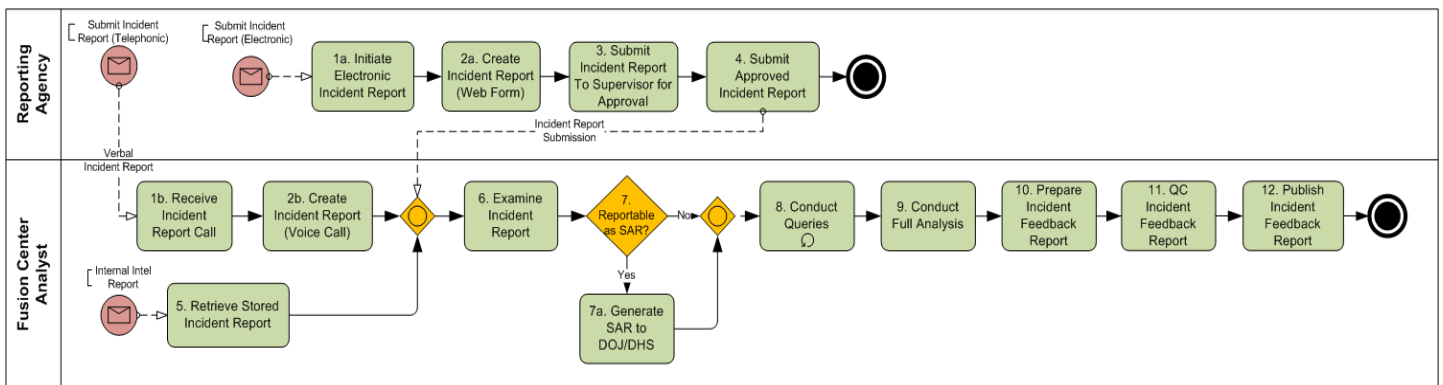 Reporting
Agency
Submit Incident
Report (Telephonic)
Submit Incident
Report (Electronic)
1a. Initiate
Electronic
Incident Report
2a. Create
Incident Report
(Web Form)
3. Submit
Incident Report
To Supervisor for
Approval
4. Submit
Approved
Incident Report
Incident Report
Submission
Verbal
Incident Report
Fusion Center
Analyst
1b. Receive
Incident
Report Call
2b. Create
Incident Report
(Voice Call)
6. Examine
Incident
Report
7.
Reportable
as SAR?
No
Yes
7a. Generate
SAR to
DOJ/DHS
8. Conduct
Queries
9. Conduct
Full Analysis
10. Prepare
Incident
Feedback
Report
11. QC
Incident
Feedback
Report
12. Publish
Incident
Feedback
Report
Internal Intel
Report
5. Retrieve Stored
Incident Report